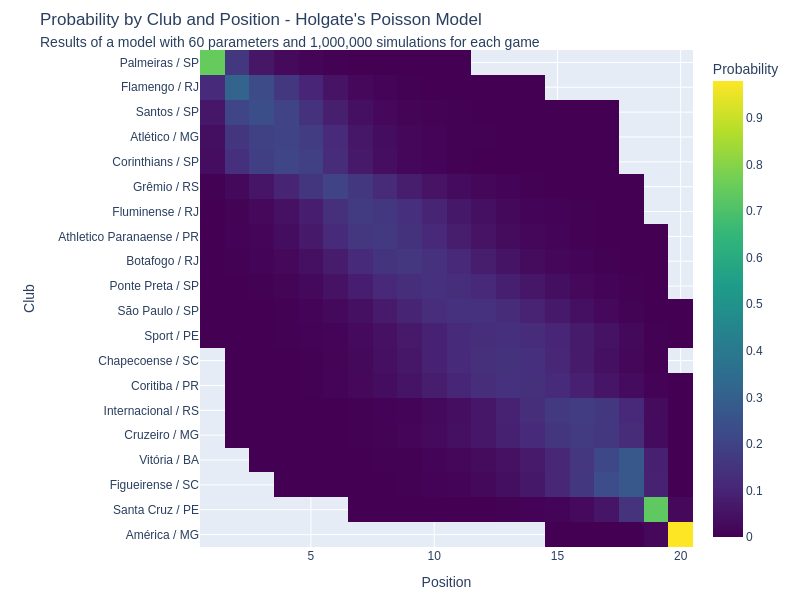 Probability by Club and Position - Holgate's Poisson Model
Results of a model with 60 parameters and 1,000,000 simulations for each game
Probability
Palmeiras / SP
Flamengo / RJ
Santos / SP
Atlético / MG
Corinthians / SP
Grêmio / RS
Fluminense / RJ
Athletico Paranaense / PR
Botafogo / RJ
Ponte Preta / SP
São Paulo / SP
Sport / PE
Chapecoense / SC
Coritiba / PR
Internacional / RS
Cruzeiro / MG
Vitória / BA
Figueirense / SC
Santa Cruz / PE
América / MG
Club
5
10
15
20
Position
0.9
0.8
0.7
0.6
0.5
0.4
0.3
0.2
0.1
0